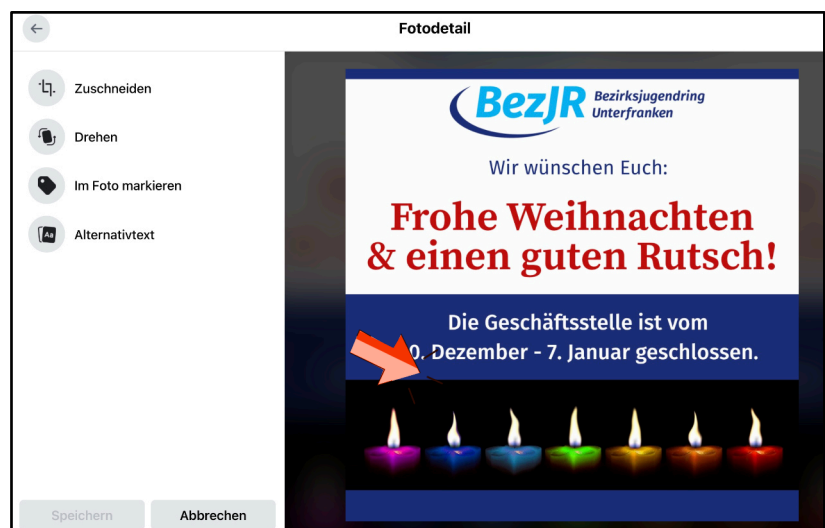 Fotodetail
Zuschneiden
Drehen
Im Foto markieren
Aa
Alternativtext
Speichern
Abbrechen
BezJR
Bezirksjugendring
Unterfranken
Wir wünschen Euch:
Frohe Weihnachten
& einen guten Rutsch!
Die Geschäftsstelle ist vom
Dezember - 7. Januar geschlossen.